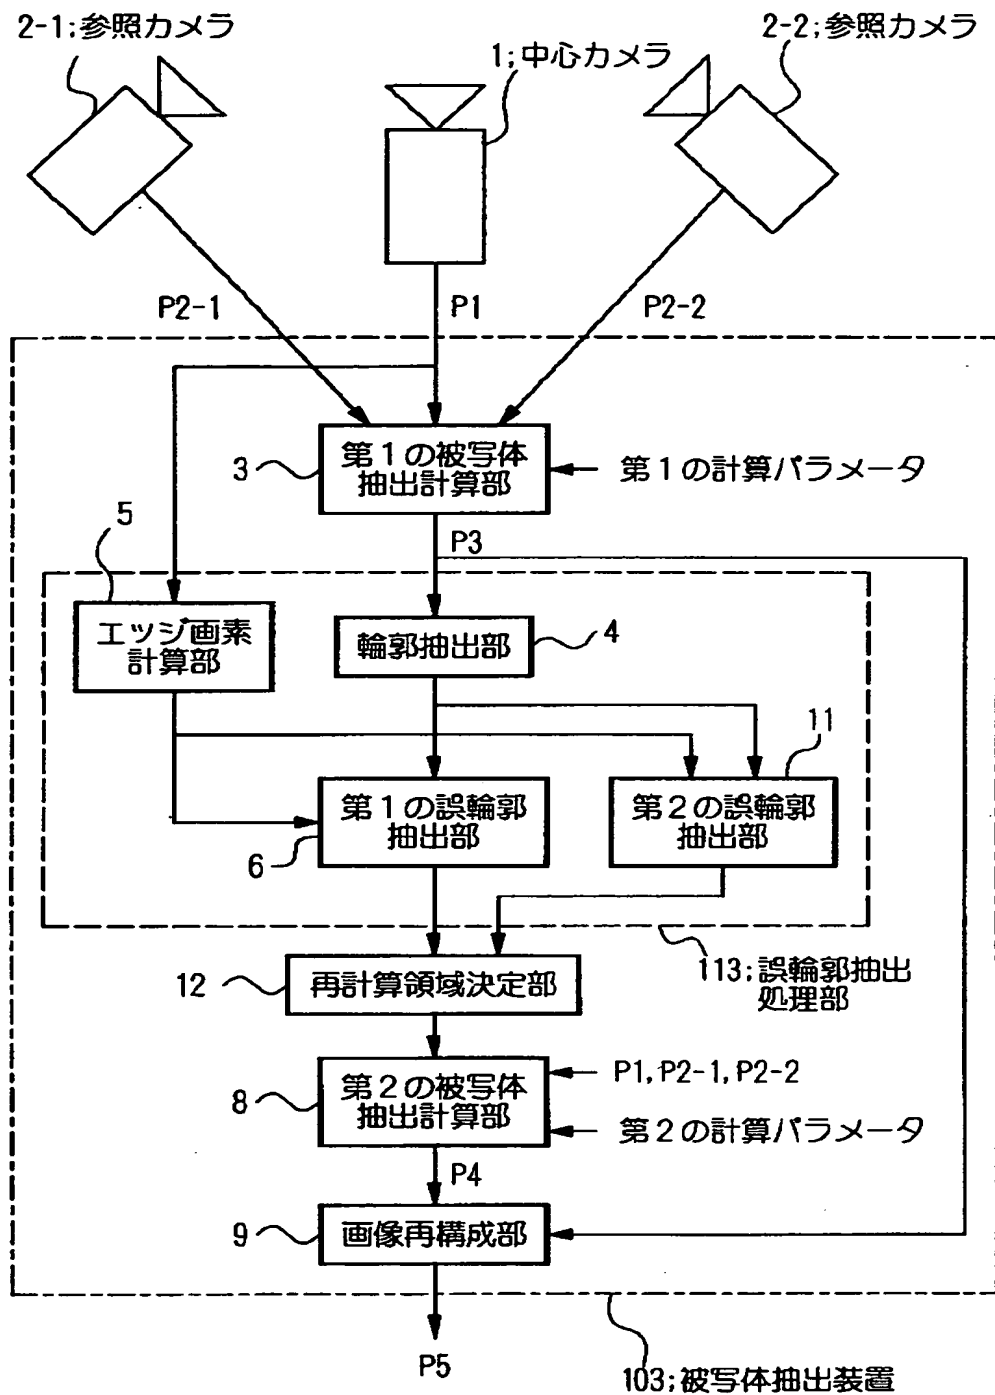 2-1;参照カメラ
1;中心カメラ
2-2;参照カメラ
P2-1
P1
P2-2
3
第1の被写体
抽出計算部
第1の計算パラメータ
P3
5
エッジ画素
計算部
輪郭抽出部
4
11
第1の誤輪郭
抽出部
6
第2の誤輪郭
抽出部
12
再計算領域決定部
113;誤輪郭抽出
処理部
8
第2の被写体
抽出計算部
P1, P2-1, P2-2
第2の計算パラメータ
P4
9
画像再構成部
P5
103;被写体抽出装置